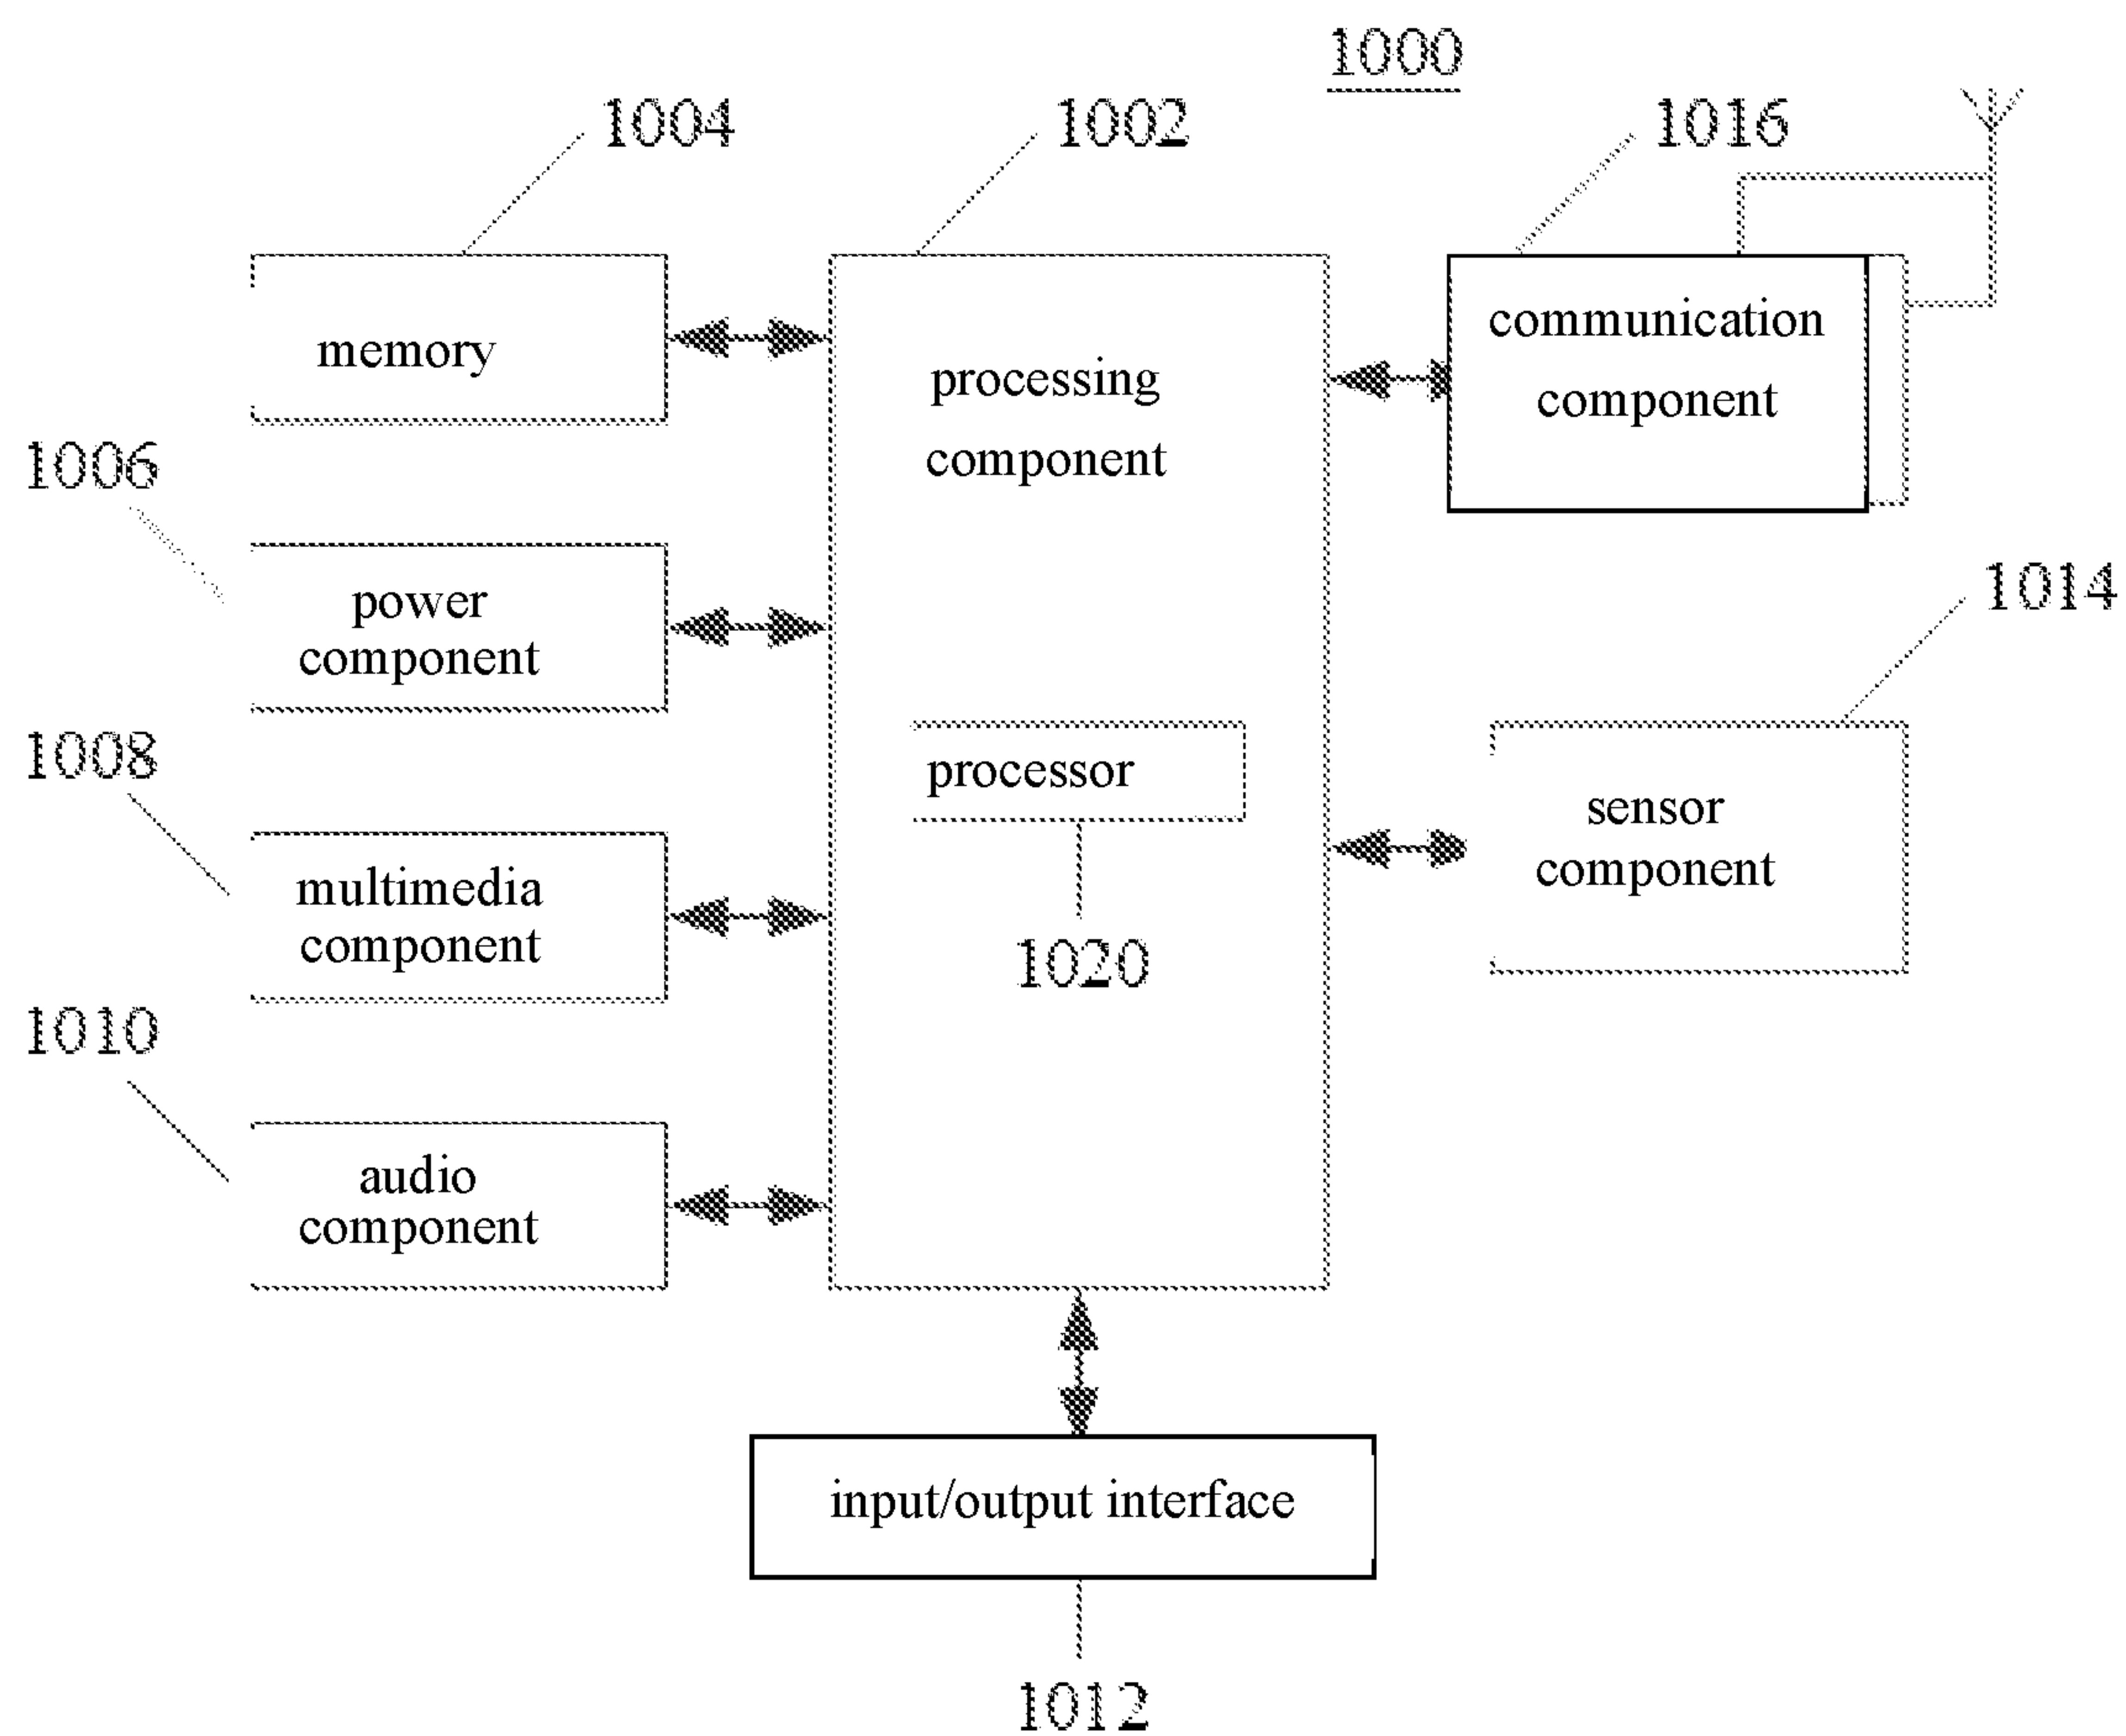 1000
1004
1002
1016
memory
processing
component
communication
component
1006
power
component
1014
1008
processor
multimedia
component
sensor
component
1020
1010
audio
component
input/output interface
1012